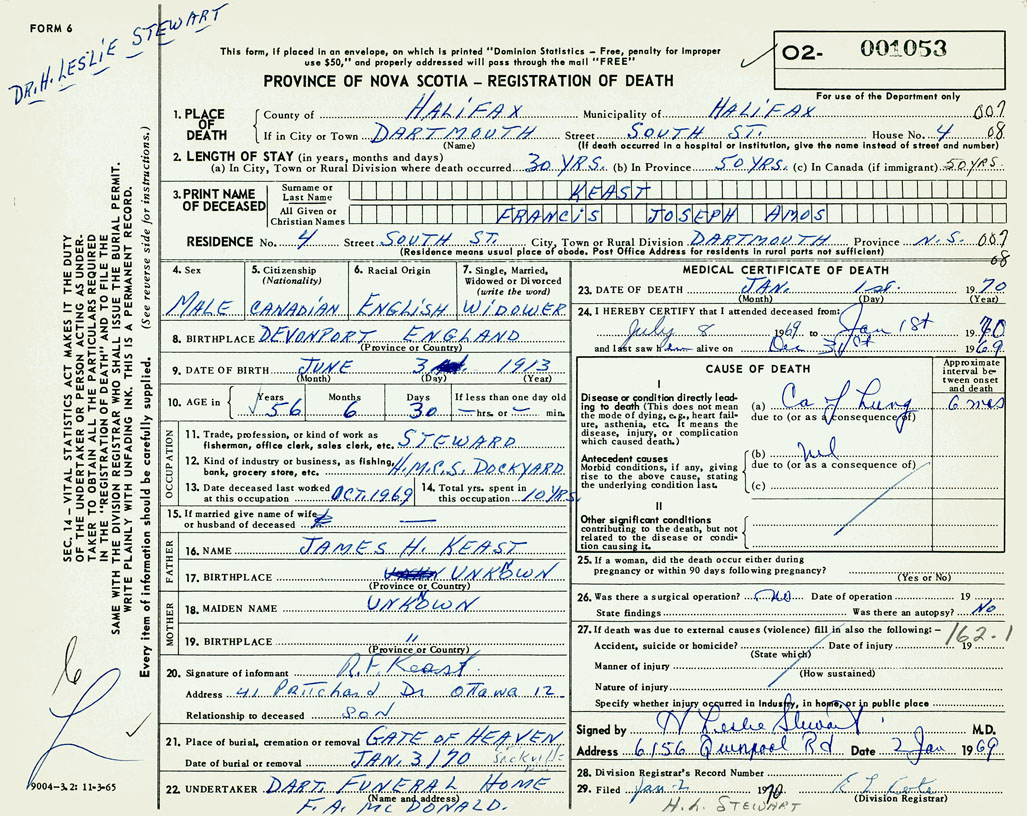 FORM 6
DR. H. LESLIE STEWART
This form, if placed in an envelope, on which is printed "Dominion Statistics – Free, penalty for improper
use $50," and properly addressed will pass through the mail "FREE"
PROVINCE OF NOVA SCOTIA – REGISTRATION OF DEATH
O2- 001053
For use of the Department only
1. PLACE OF DEATH County of HALIFAX Municipality of HALIFAX 007
If in City or Town DARTMOUTH Street SOUTH ST. House No. 4 08
(Name) (If death occurred in a hospital or institution, give the name instead of street and number)
2. LENGTH OF STAY (in years, months and days)
(a) In City, Town or Rural Division where death occurred 30 YRS. (b) In Province 50 YRS. (c) In Canada (if immigrant) 50 YRS.
3. PRINT NAME OF DECEASED Surname or Last Name KEAST
All Given or Christian Names FRANCIS JOSEPH AMOS
RESIDENCE No. 4 Street SOUTH ST. City, Town or Rural Division DARTMOUTH Province N.S. 007
(Residence means usual place of abode. Post Office Address for residents in rural parts not sufficient) 08
4. Sex 5. Citizenship (Nationality) 6. Racial Origin 7. Single, Married, Widowed or Divorced (write the word)
MALE CANADIAN ENGLISH WIDOWER
8. BIRTHPLACE DEVONPORT ENGLAND
(Province or Country)
9. DATE OF BIRTH JUNE 3 1913
(Month) (Day) (Year)
10. AGE in Years Months Days If less than one day old
56 6 30 – hrs. or – min.
OCCUPATION
11. Trade, profession, or kind of work as
fisherman, office clerk, sales clerk, etc. STEWARD
12. Kind of industry or business, as fishing,
bank, grocery store, etc. H.M.C.S. DOCKYARD
13. Date deceased last worked
at this occupation OCT. 1969
14. Total yrs. spent in
this occupation 10 YRS.
15. If married give name of wife
or husband of deceased —
FATHER
16. NAME JAMES H. KEAST
17. BIRTHPLACE UNKNOWN
(Province or Country)
MOTHER
18. MAIDEN NAME UNKNOWN
19. BIRTHPLACE "
(Province or Country)
20. Signature of informant R.F. Keast
Address 41 Pritchard Dr Ottawa 12
Relationship to deceased SON
21. Place of burial, cremation or removal GATE OF HEAVEN
Date of burial or removal JAN. 3/70 Sackville
22. UNDERTAKER DART. FUNERAL HOME
(Name and address)
F.A. McDONALD.
MEDICAL CERTIFICATE OF DEATH
23. DATE OF DEATH JAN. 1st. 1970
(Month) (Day) (Year)
24. I HEREBY CERTIFY that I attended deceased from:
July 8 1969 to Jan 1st 1970
and last saw him alive on Dec 31st 1969
CAUSE OF DEATH
Approximate interval between onset and death
I
Disease or condition directly leading to death (This does not mean the mode of dying, e.g., heart failure, asthenia, etc. It means the disease, injury, or complication which caused death.)
(a) Ca of Lung 6 mos
due to (or as a consequence of)
Antecedent causes
Morbid conditions, if any, giving rise to the above cause, stating the underlying condition last.
(b) nil
due to (or as a consequence of)
(c)
II
Other significant conditions
contributing to the death, but not
related to the disease or condition causing it.
25. If a woman, did the death occur either during
pregnancy or within 90 days following pregnancy?
(Yes or No)
26. Was there a surgical operation? no Date of operation 19
State findings Was there an autopsy? No
27. If death was due to external causes (violence) fill in also the following:– 162.1
Accident, suicide or homicide? Date of injury 19
(State which)
Manner of injury
(How sustained)
Nature of injury
Specify whether injury occurred in Industry, in home, or in public place
Signed by H Leslie Stewart M.D.
Address 6156 Quinpool Rd Date 2 Jan 1969
28. Division Registrar's Record Number
29. Filed Jan-2 1970
(Division Registrar)
H.L. STEWART
SEC. 14 – VITAL STATISTICS ACT MAKES IT THE DUTY
OF THE UNDERTAKER OR PERSON ACTING AS UNDER-
TAKER TO OBTAIN ALL THE PARTICULARS REQUIRED
IN THE "REGISTRATION OF DEATH" AND TO FILE THE
SAME WITH THE DIVISION REGISTRAR WHO SHALL ISSUE THE BURIAL PERMIT.
WRITE PLAINLY WITH UNFADING INK. THIS IS A PERMANENT RECORD.
Every item of information should be carefully supplied. (See reverse side for instructions.)
9004-3.2: 11-3-65